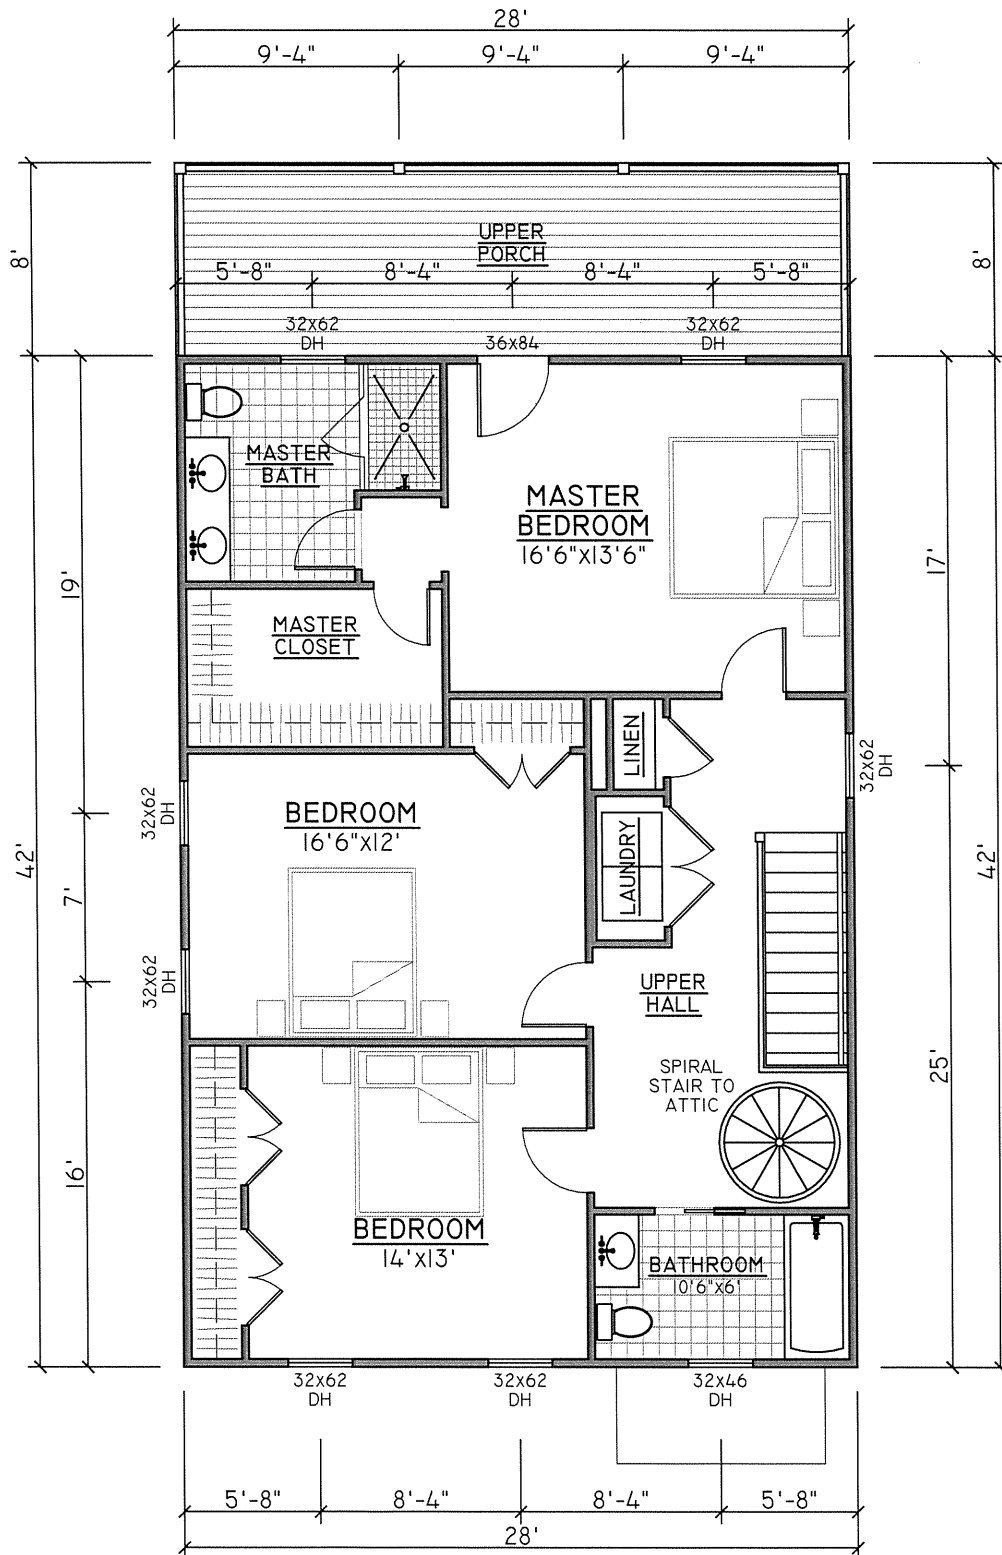 28'
9'-4"
9'-4"
9'-4"
8'
8'
UPPER
PORCH
5'-8"
8'-4"
8'-4"
5'-8"
32x62
DH
36x84
32x62
DH
MASTER
BATH
MASTER
BEDROOM
16'6"x13'6"
19'
17'
MASTER
CLOSET
LINEN
32x62
DH
32x62
DH
BEDROOM
16'6"x12'
LAUNDRY
42'
7'
42'
32x62
DH
UPPER
HALL
SPIRAL
STAIR TO
ATTIC
25'
16'
BEDROOM
14'x13'
BATHROOM
10'6"x6'
32x62
DH
32x62
DH
32x46
DH
5'-8"
8'-4"
8'-4"
5'-8"
28'